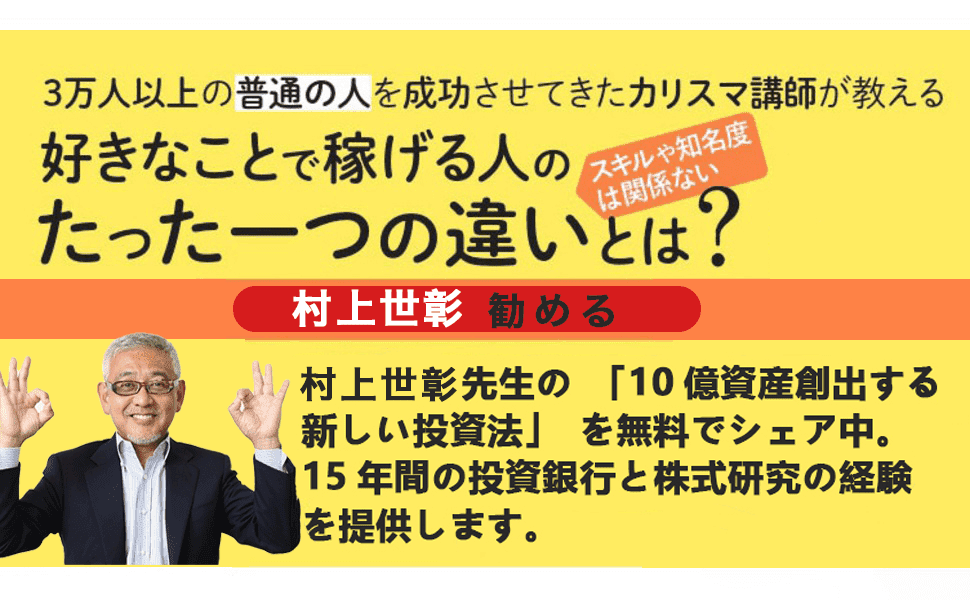 3万人以上の普通の人を成功させてきたカリスマ講師が教える
好きなことで稼げる人の
スキルや知名度
は関係ない
たった一つの違いとは?
村上世彰 勧める
村上世彰先生の 「10億資産創出する
新しい投資法」 を無料でシェア中。
15年間の投資銀行と株式研究の経験
を提供します。